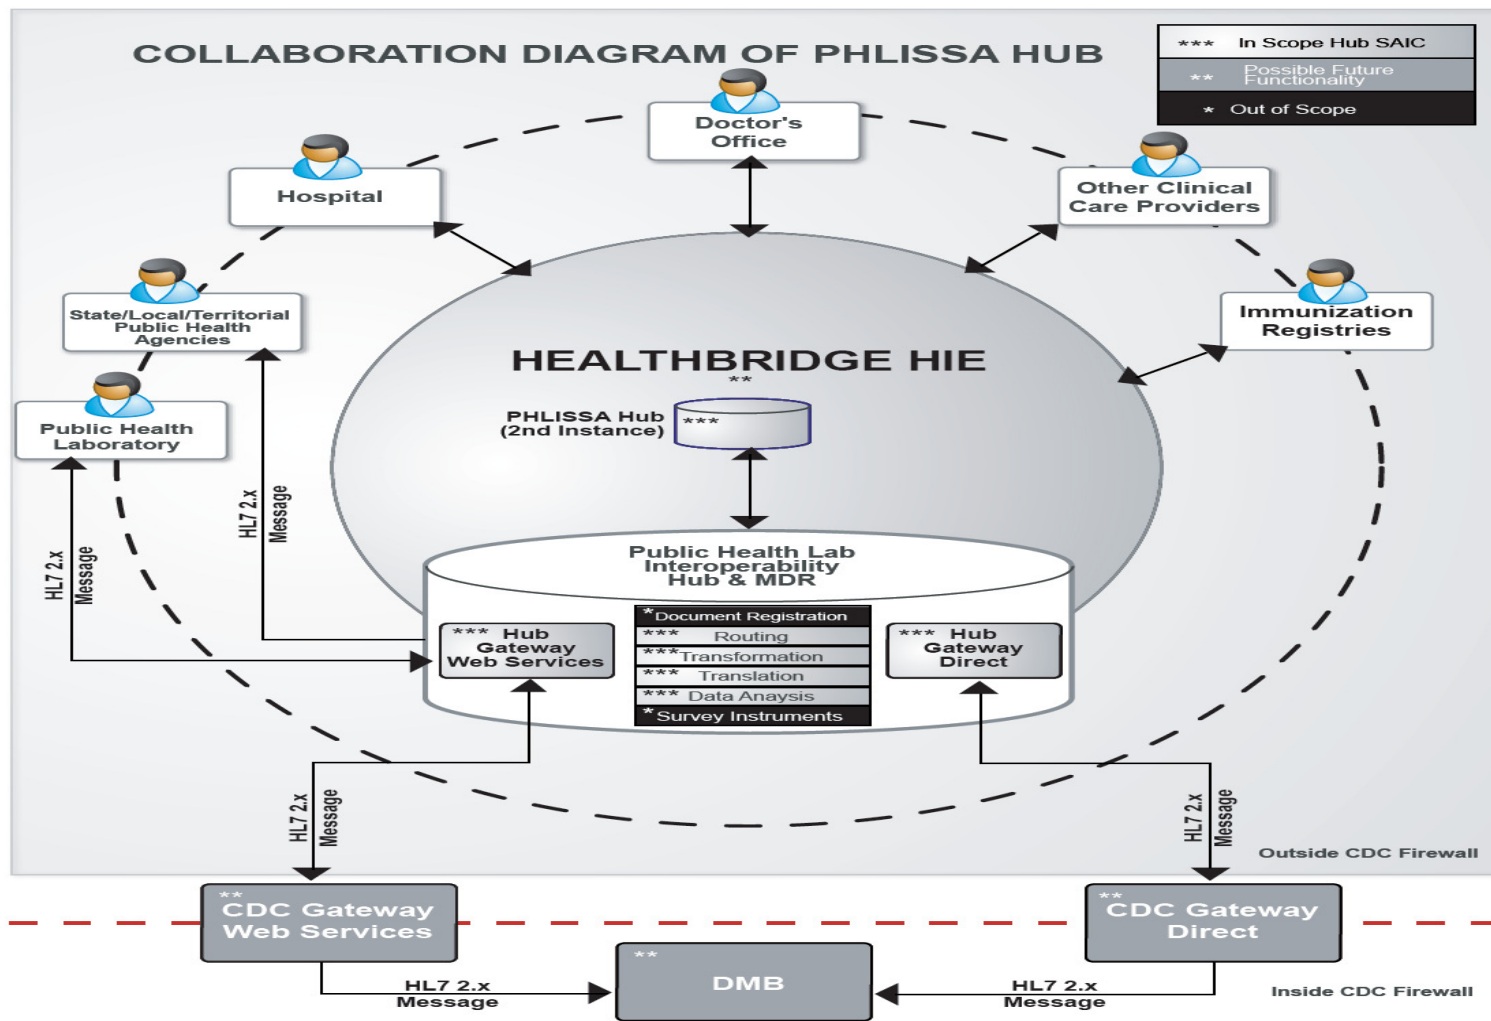 COLLABORATION DIAGRAM OF PHLISSA HUB
*** In Scope Hub SAIC
** Possible Future
Functionality
* Out of Scope
Doctor's
Office
Hospital
Other Clinical
Care Providers
State/Local/Territorial
Public Health
Agencies
Immunization
Registries
Public Health
Laboratory
HEALTHBRIDGE HIE
**
PHLISSA Hub
(2nd Instance)
***
HL7 2.x
Message
HL7 2.x
Message
Public Health Lab
Interoperability
Hub & MDR
*** Hub
Gateway
Web Services
*Document Registration
*** Routing
***Transformation
*** Translation
*** Data Anaysis
*Survey Instruments
*** Hub
Gateway
Direct
HL7 2.x
Message
HL7 2.x
Message
Outside CDC Firewall
**
CDC Gateway
Web Services
**
CDC Gateway
Direct
**
DMB
HL7 2.x
Message
HL7 2.x
Message
Inside CDC Firewall